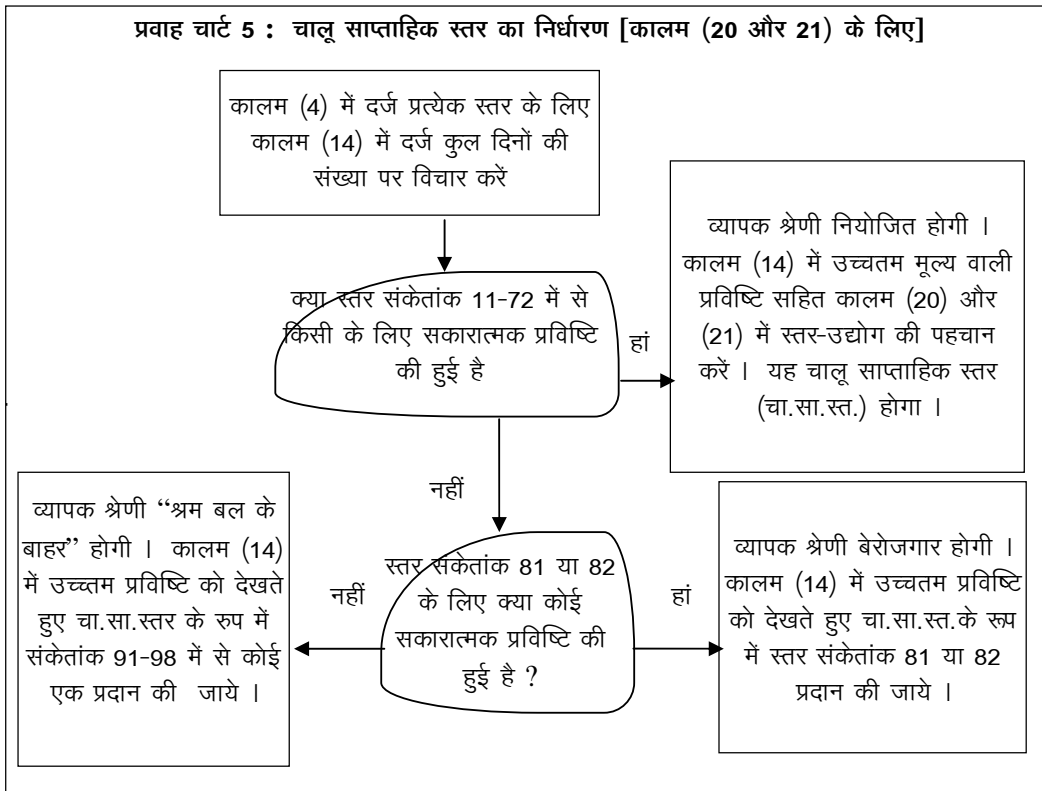 प्रवाह चार्ट 5 : चालू साप्ताहिक स्तर का निर्धारण [कालम (20 और 21) के लिए]
कालम (4) में दर्ज प्रत्येक स्तर के लिए
कालम (14) में दर्ज कुल दिनों की
संख्या पर विचार करें
क्या स्तर संकेतांक 11-72 में से
किसी के लिए सकारात्मक प्रविष्टि
की हुई है
हां
व्यापक श्रेणी नियोजित होगी ।
कालम (14) में उच्चतम मूल्य वाली
प्रविष्टि सहित कालम (20) और
(21) में स्तर-उद्योग की पहचान
करें । यह चालू साप्ताहिक स्तर
(चा.सा.स्त.) होगा ।
नहीं
स्तर संकेतांक 81 या 82
के लिए क्या कोई
सकारात्मक प्रविष्टि की
हुई है ?
नहीं
व्यापक श्रेणी “श्रम बल के
बाहर” होगी । कालम (14)
में उच्च्तम प्रविष्टि को देखते
हुए चा.सा.स्तर के रुप में
संकेतांक 91-98 में से कोई
एक प्रदान की जाये ।
हां
व्यापक श्रेणी बेरोजगार होगी ।
कालम (14) में उच्चतम प्रविष्टि
को देखते हुए चा.सा.स्त.के रूप
में स्तर संकेतांक 81 या 82
प्रदान की जाये ।